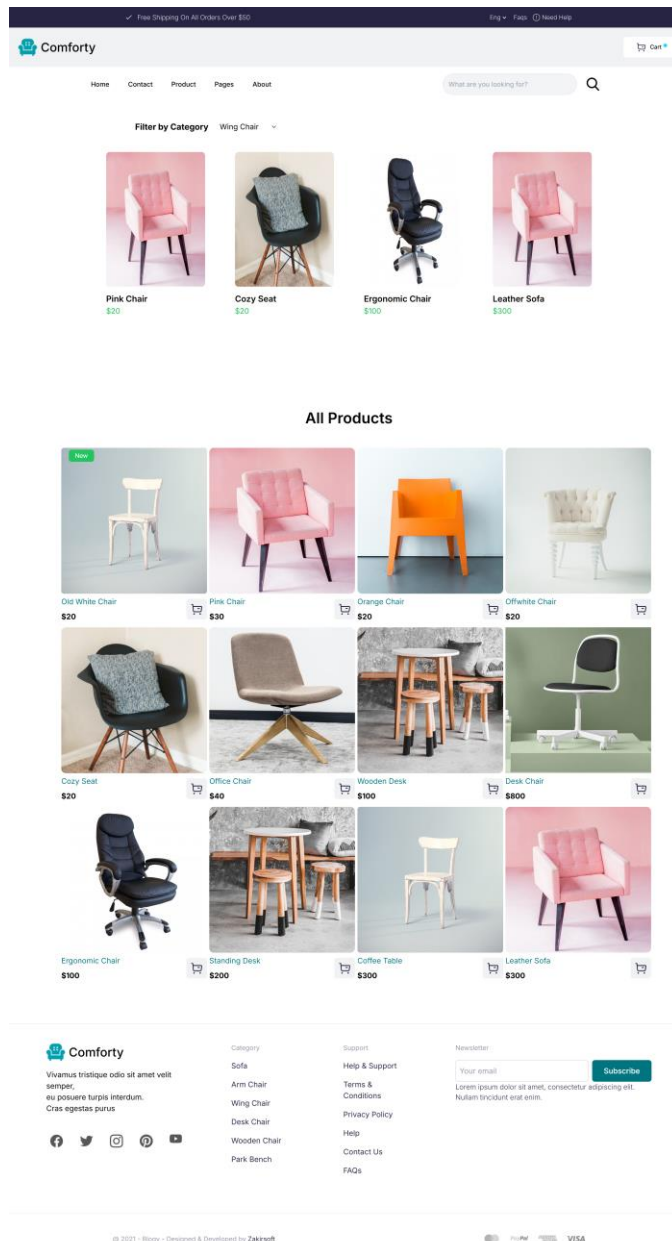 Free Shipping On All Orders Over $50
Eng Faqs Need Help
Comforty
Cart
Home Contact Product Pages About
What are you looking for?
Filter by Category Wing Chair
Pink Chair
$20
Cozy Seat
$20
Ergonomic Chair
$100
Leather Sofa
$300
All Products
New
Old White Chair
$20
Pink Chair
$30
Orange Chair
$20
Offwhite Chair
$20
Cozy Seat
$20
Office Chair
$40
Wooden Desk
$100
Desk Chair
$800
Ergonomic Chair
$100
Standing Desk
$200
Coffee Table
$300
Leather Sofa
$300
Comforty
Vivamus tristique odio sit amet velit
semper,
eu posuere turpis interdum.
Cras egestas purus
Category
Sofa
Arm Chair
Wing Chair
Desk Chair
Wooden Chair
Park Bench
Support
Help & Support
Terms &
Conditions
Privacy Policy
Help
Contact Us
FAQs
Newsletter
Your email
Subscribe
Lorem ipsum dolor sit amet, consectetur adipiscing elit.
Nullam tincidunt erat enim.
@ 2021 - Blogy - Designed & Developed by Zakirsoft
PayPal
VISA